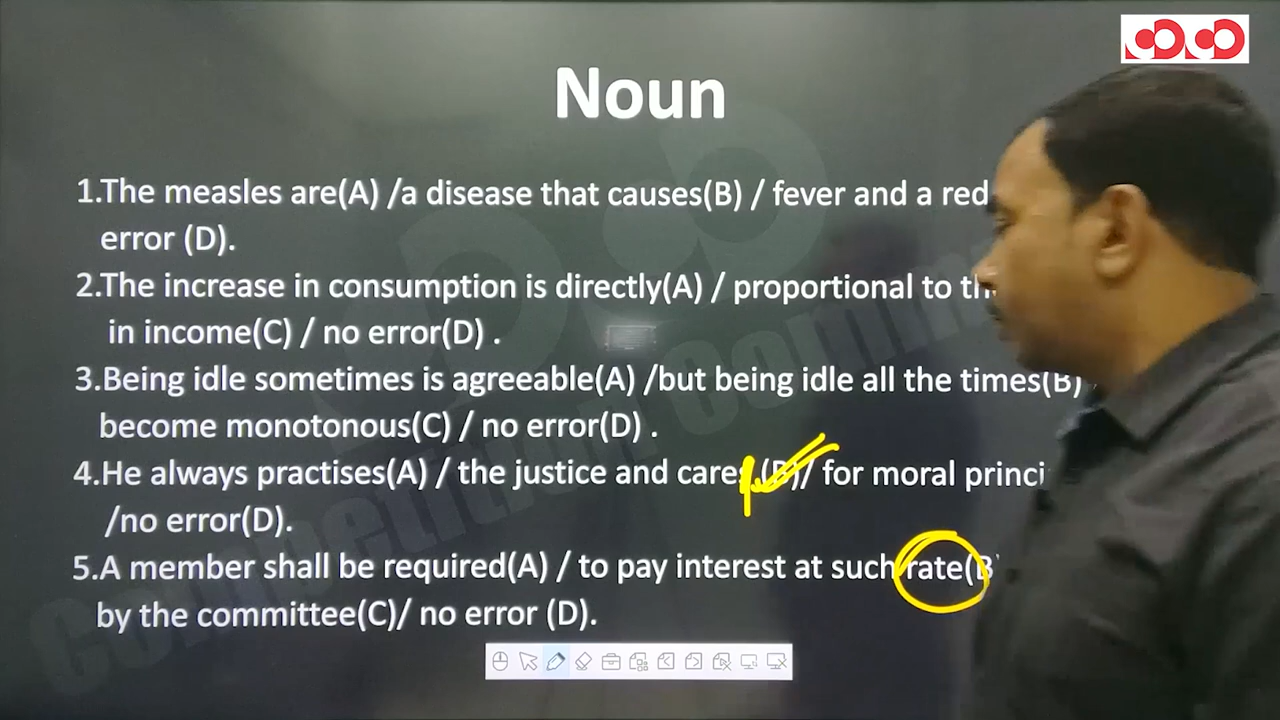 Noun
1.The measles are(A) /a disease that causes(B) / fever and a red
error (D).
2.The increase in consumption is directly(A) / proportional to
in income(C) / no error(D) .
3.Being idle sometimes is agreeable(A) /but being idle all the times(B)
become monotonous(C) / no error(D) .
4.He always practises(A) / the justice and cares (B)/ for moral
/no error(D).
5.A member shall be required(A) / to pay interest at such rate(B)
by the committee(C)/ no error (D).